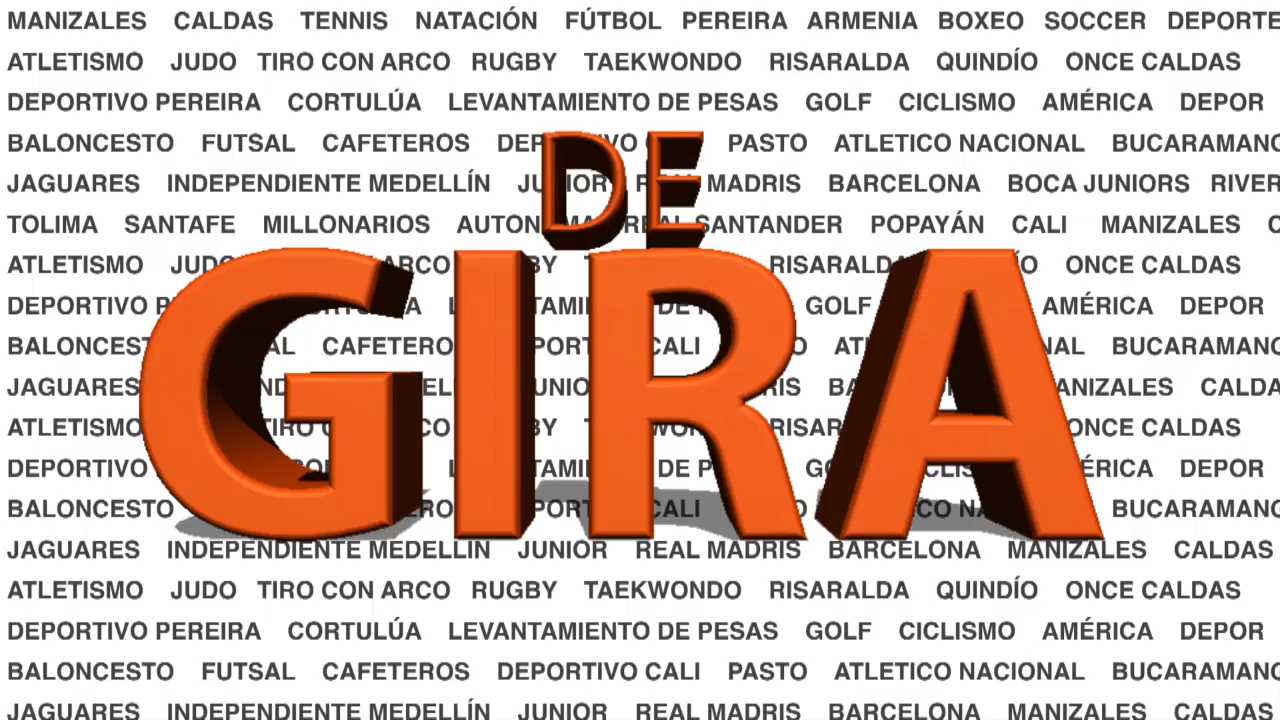 MANIZALES CALDAS TENNIS NATACIÓN FÚTBOL PEREIRA ARMENIA BOXEO SOCCER DEPORTE
ATLETISMO JUDO TIRO CON ARCO RUGBY TAEKWONDO RISARALDA QUINDÍO ONCE CALDAS
DEPORTIVO PEREIRA CORTULÚA LEVANTAMIENTO DE PESAS GOLF CICLISMO AMÉRICA DEPOR
BALONCESTO FUTSAL CAFETEROS PASTO ATLETICO NACIONAL BUCARAMANG
JAGUARES INDEPENDIENTE MEDELLÍN MADRIS BARCELONA BOCA JUNIORS RIVER
TOLIMA SANTAFE MILLONARIOS SANTANDER POPAYÁN CALI MANIZALES
DE
GIRA
ATLETISMO ARCO RISARALDA ONCE CALDAS
DEPORTIVO GOLF AMÉRICA DEPOR
CALI BUCARAMANG
JAGUARES CALDA
ATLETISMO ONCE CALDAS
DEPORTIVO DE DEPOR
BALONCESTO CALI BUCARAMANG
JAGUARES INDEPENDIENTE MEDELLÍN JUNIOR REAL MADRIS BARCELONA MANIZALES CALDAS
ATLETISMO JUDO TIRO CON ARCO RUGBY TAEKWONDO RISARALDA QUINDÍO ONCE CALDAS
DEPORTIVO PEREIRA CORTULÚA LEVANTAMIENTO DE PESAS GOLF CICLISMO AMÉRICA DEPOR
BALONCESTO FUTSAL CAFETEROS DEPORTIVO CALI PASTO ATLETICO NACIONAL BUCARAMANG
JAGUARES INDEPENDIENTE MEDELLÍN JUNIOR REAL MADRIS BARCELONA MANIZALES CALDAS